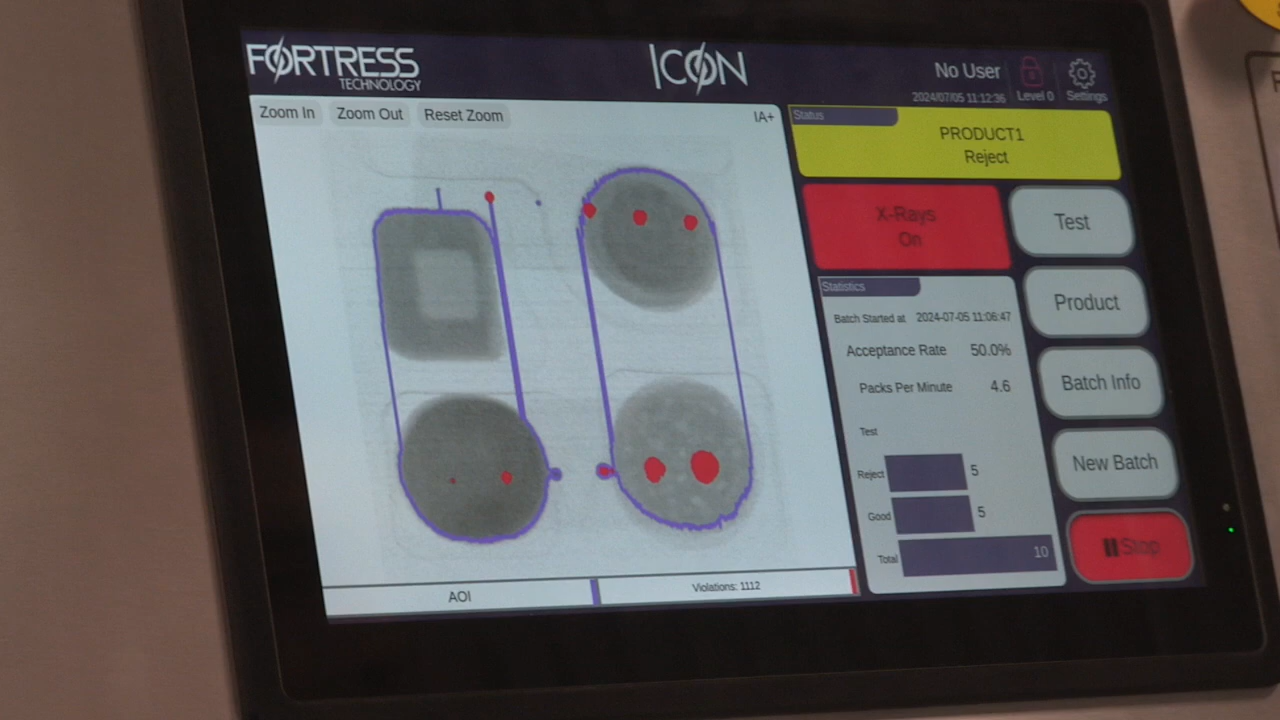 FORTRESS
TECHNOLOGY
ICON
No User
2024/07/05 11:12:36
Level 0
Settings
Zoom In
Zoom Out
Reset Zoom
IA+
Status
PRODUCT1
Reject
X-Rays
On
Test
Product
Batch Info
New Batch
Stop
Statistics
Batch Started at 2024-07-05 11:06:47
Acceptance Rate 50.0%
Packs Per Minute 4.6
Test
Reject 5
Good 5
Total 10
AOI
Violations: 1112